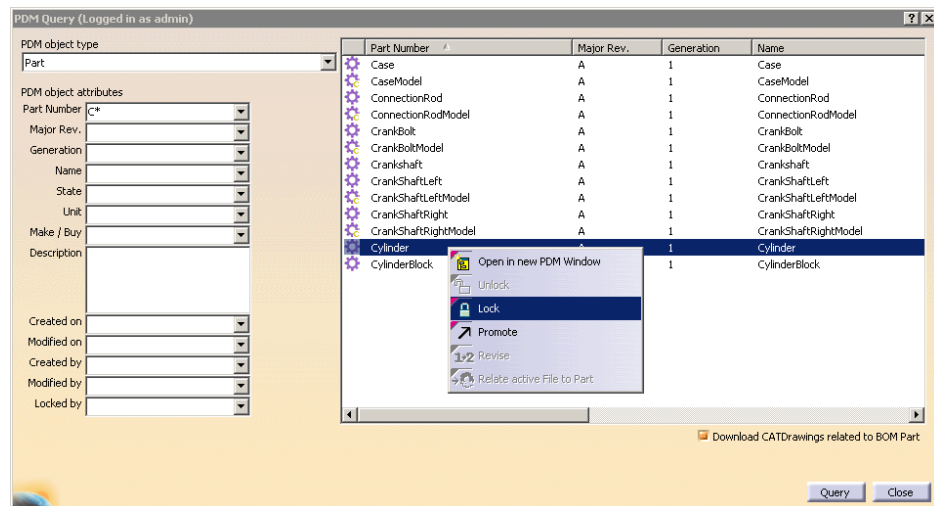 PDM Query (Logged in as admin)
PDM object type
Part
PDM object attributes
Part Number C*
Major Rev.
Generation
Name
State
Unit
Make / Buy
Description
Created on
Modified on
Created by
Modified by
Locked by
Part Number Major Rev. Generation Name
Case A 1 Case
CaseModel A 1 CaseModel
ConnectionRod A 1 ConnectionRod
ConnectionRodModel A 1 ConnectionRodModel
CrankBolt A 1 CrankBolt
CrankBoltModel A 1 CrankBoltModel
Crankshaft A 1 Crankshaft
CrankShaftLeft A 1 CrankShaftLeft
CrankShaftLeftModel A 1 CrankShaftLeftModel
CrankShaftRight A 1 CrankShaftRight
CrankShaftRightModel A 1 CrankShaftRightModel
Cylinder A 1 Cylinder
CylinderBlock 1 CylinderBlock
Open in new PDM Window
Unlock
Lock
Promote
1→2 Revise
Relate active File to Part
Download CATDrawings related to BOM Part
Query Close